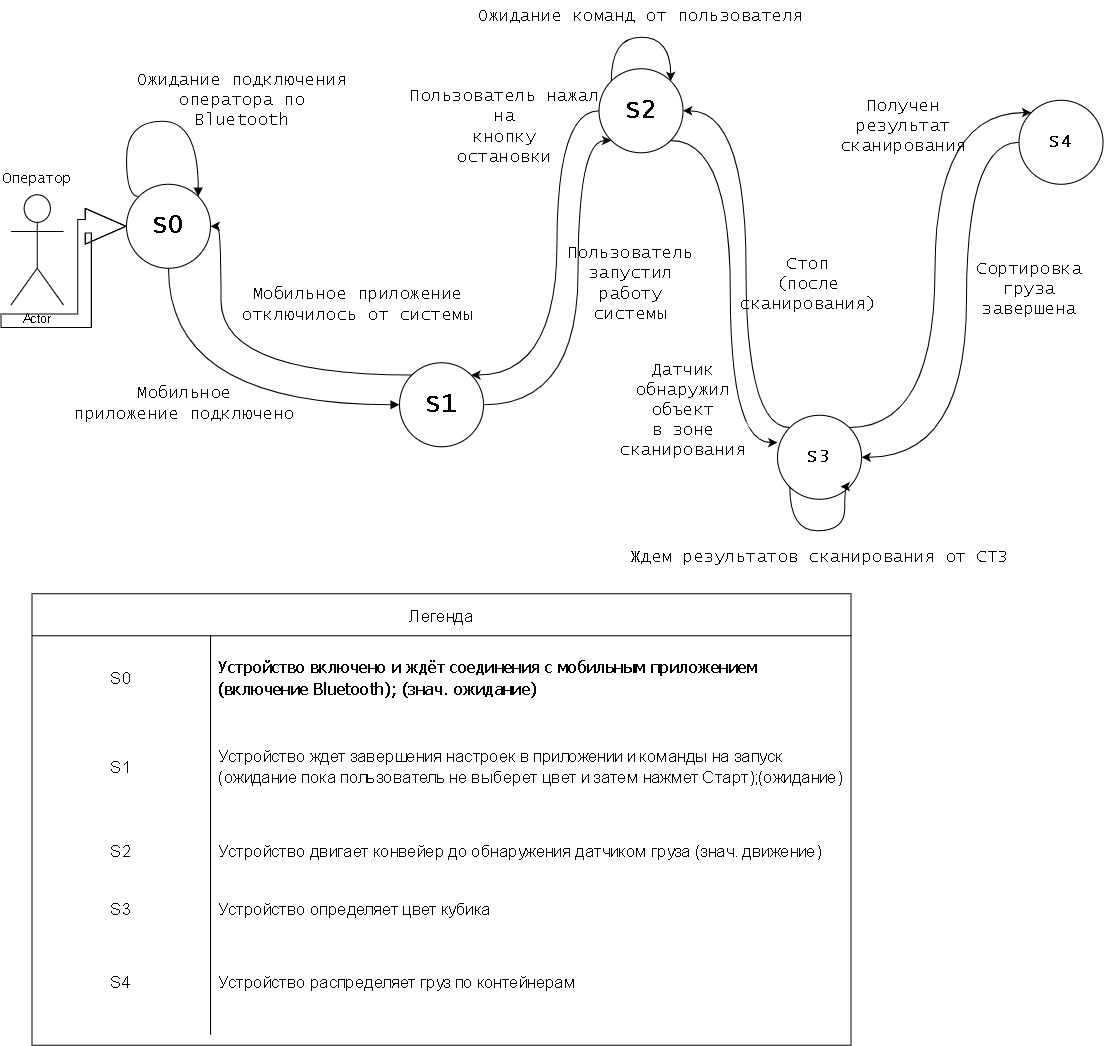 Ожидание команд от пользователя
Ожидание подключения
оператора по
Bluetooth
Пользователь нажал
на
кнопку
остановки
S2
Получен
результат
сканирования
S4
Оператор
S0
Actor
Мобильное приложение
отключилось от системы
Пользователь
запустил
работу
системы
Стоп
(после
сканирования)
Сортировка
груза
завершена
Мобильное
приложение подключено
S1
Датчик
обнаружил
объект
в зоне
сканирования
S3
Ждем результатов сканирования от СТЗ
Легенда
S0
Устройство включено и ждёт соединения с мобильным приложением
(включение Bluetooth); (знач. ожидание)
S1
Устройство ждет завершения настроек в приложении и команды на запуск
(ожидание пока пользователь не выберет цвет и затем нажмет Старт);(ожидание)
S2
Устройство двигает конвейер до обнаружения датчиком груза (знач. движение)
S3
Устройство определяет цвет кубика
S4
Устройство распределяет груз по контейнерам